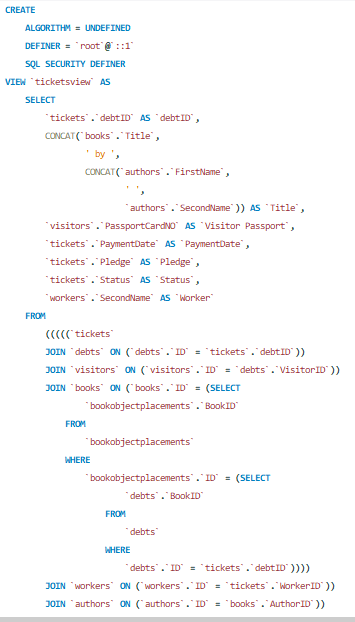 CREATE
ALGORITHM = UNDEFINED
DEFINER = `root`@`::1`
SQL SECURITY DEFINER
VIEW `ticketsview` AS
SELECT
`tickets`.`debtID` AS `debtID`,
CONCAT(`books`.`Title`,
' by ',
CONCAT(`authors`.`FirstName`,
' ',
`authors`.`SecondName`)) AS `Title`,
`visitors`.`PassportCardNO` AS `Visitor Passport`,
`tickets`.`PaymentDate` AS `PaymentDate`,
`tickets`.`Pledge` AS `Pledge`,
`tickets`.`Status` AS `Status`,
`workers`.`SecondName` AS `Worker`
FROM
(((((`tickets`
JOIN `debts` ON (`debts`.`ID` = `tickets`.`debtID`))
JOIN `visitors` ON (`visitors`.`ID` = `debts`.`VisitorID`))
JOIN `books` ON (`books`.`ID` = (SELECT
`bookobjectplacements`.`BookID`
FROM
`bookobjectplacements`
WHERE
`bookobjectplacements`.`ID` = (SELECT
`debts`.`BookID`
FROM
`debts`
WHERE
`debts`.`ID` = `tickets`.`debtID`))))
JOIN `workers` ON (`workers`.`ID` = `tickets`.`WorkerID`))
JOIN `authors` ON (`authors`.`ID` = `books`.`AuthorID`))